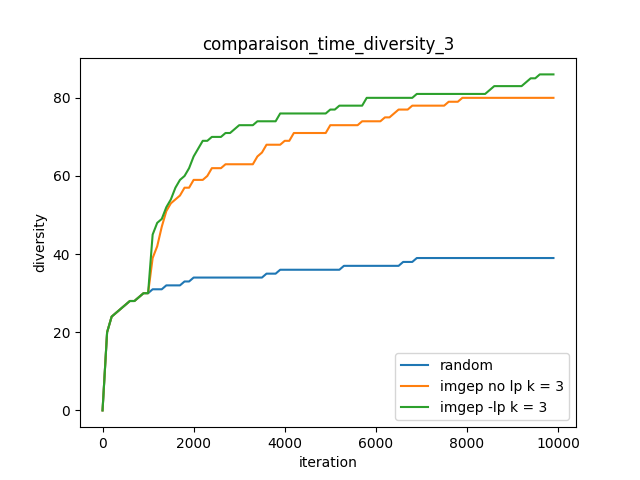 comparaison_time_diversity_3
diversity
80
60
40
20
0
0 2000 4000 6000 8000 10000
iteration
random
imgep no lp k = 3
imgep -lp k = 3